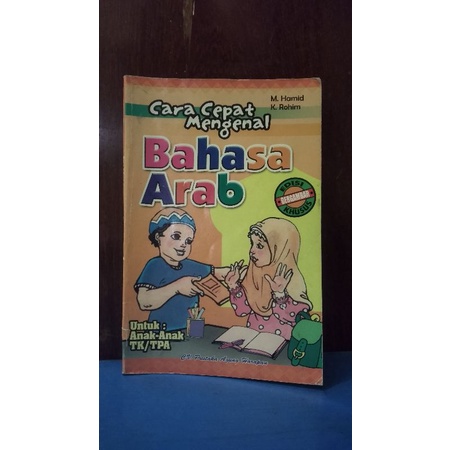 M. Hamid
K. Rohim
Cara Cepat
Mengenal
Bahasa
Arab
EDISI
BERGAMBAR
KHUSUS
Untuk :
Anak-Anak
TK/TPA